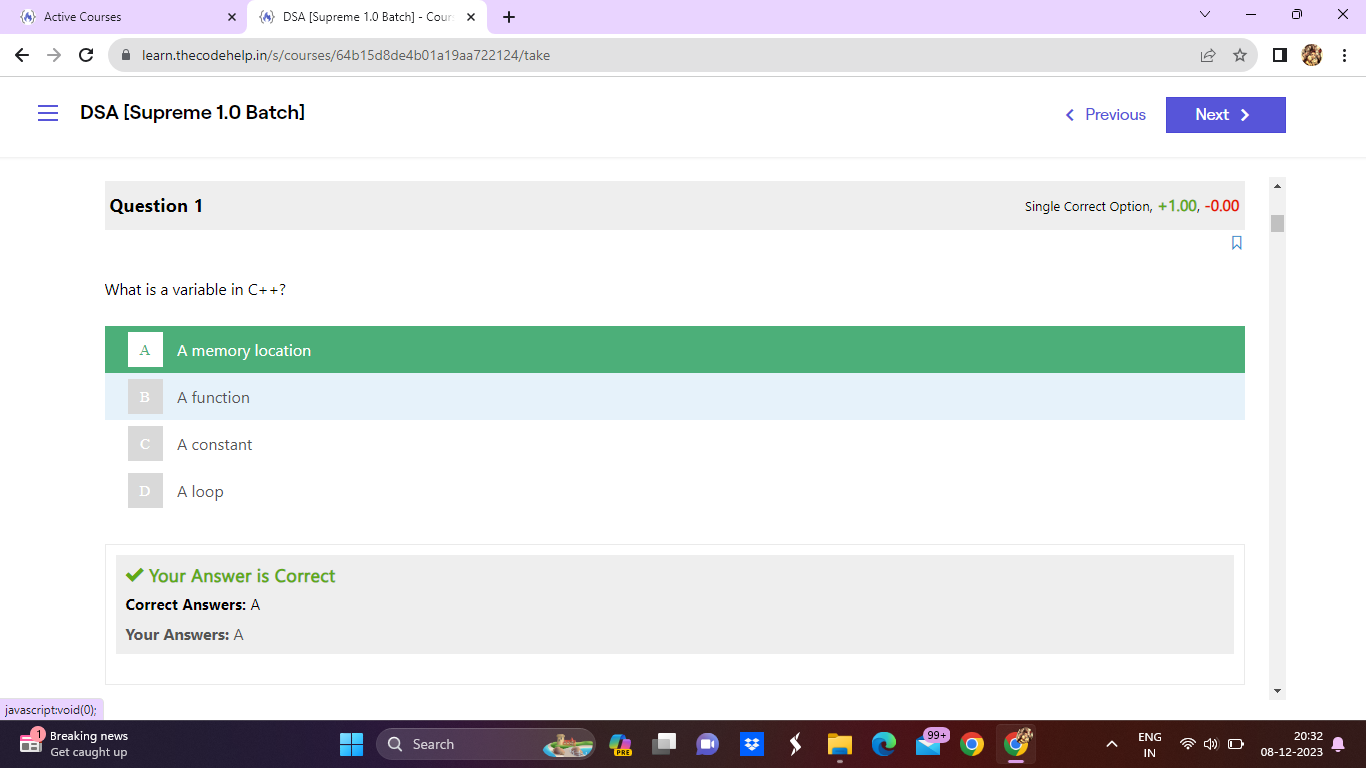 Active Courses
DSA [Supreme 1.0 Batch] - Cour
learn.thecodehelp.in/s/courses/64b15d8de4b01a19aa722124/take
DSA [Supreme 1.0 Batch]
Previous
Next
Question 1
Single Correct Option, +1.00, -0.00
What is a variable in C++?
A A memory location
B A function
C A constant
D A loop
Your Answer is Correct
Correct Answers: A
Your Answers: A
javascript:void(0);
1
Breaking news
Get caught up
Search
PRE
99+
ENG
IN
20:32
08-12-2023